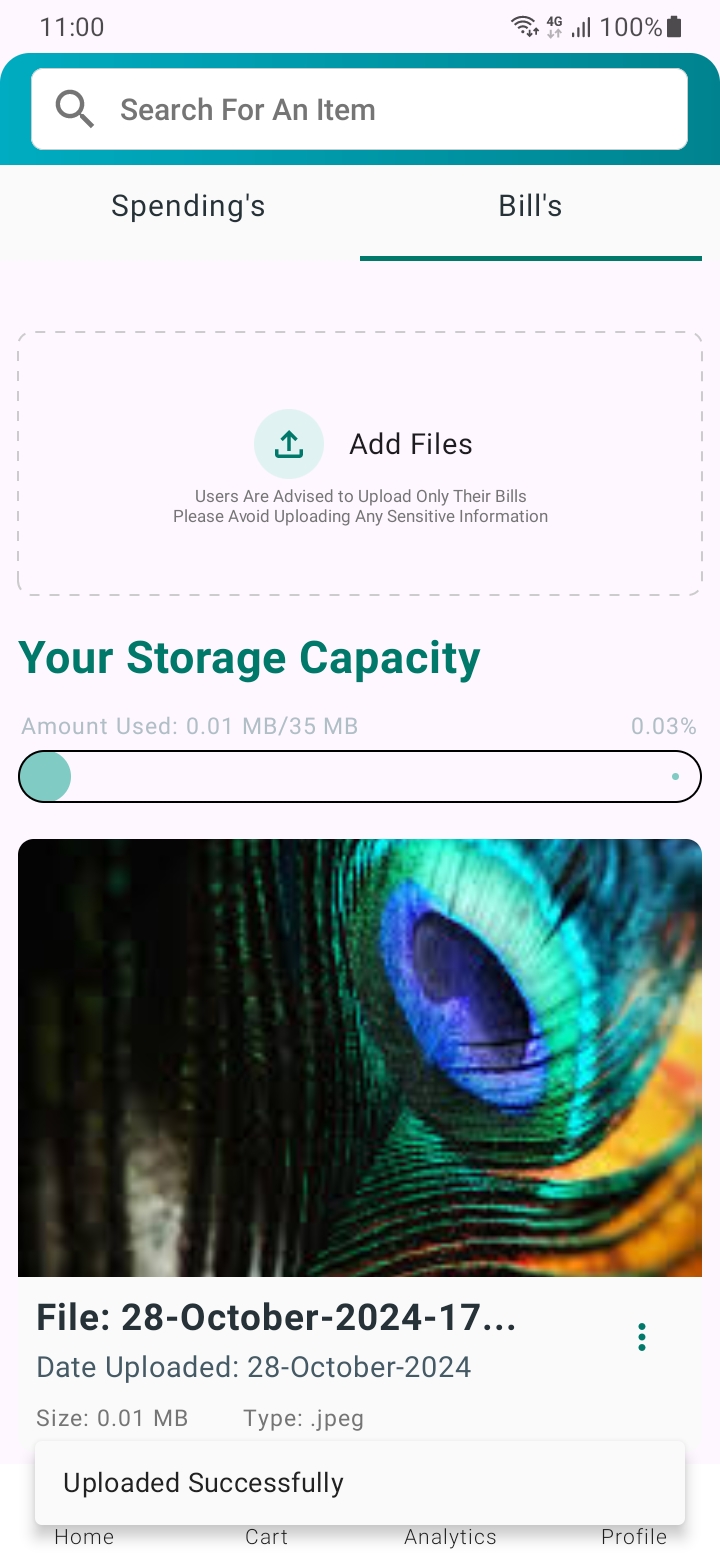 11:00
4G
100%
Search For An Item
Spending's
Bill's
Add Files
Users Are Advised to Upload Only Their Bills
Please Avoid Uploading Any Sensitive Information
Your Storage Capacity
Amount Used: 0.01 MB/35 MB
0.03%
File: 28-October-2024-17...
Date Uploaded: 28-October-2024
Size: 0.01 MB
Type: .jpeg
Uploaded Successfully
Home
Cart
Analytics
Profile